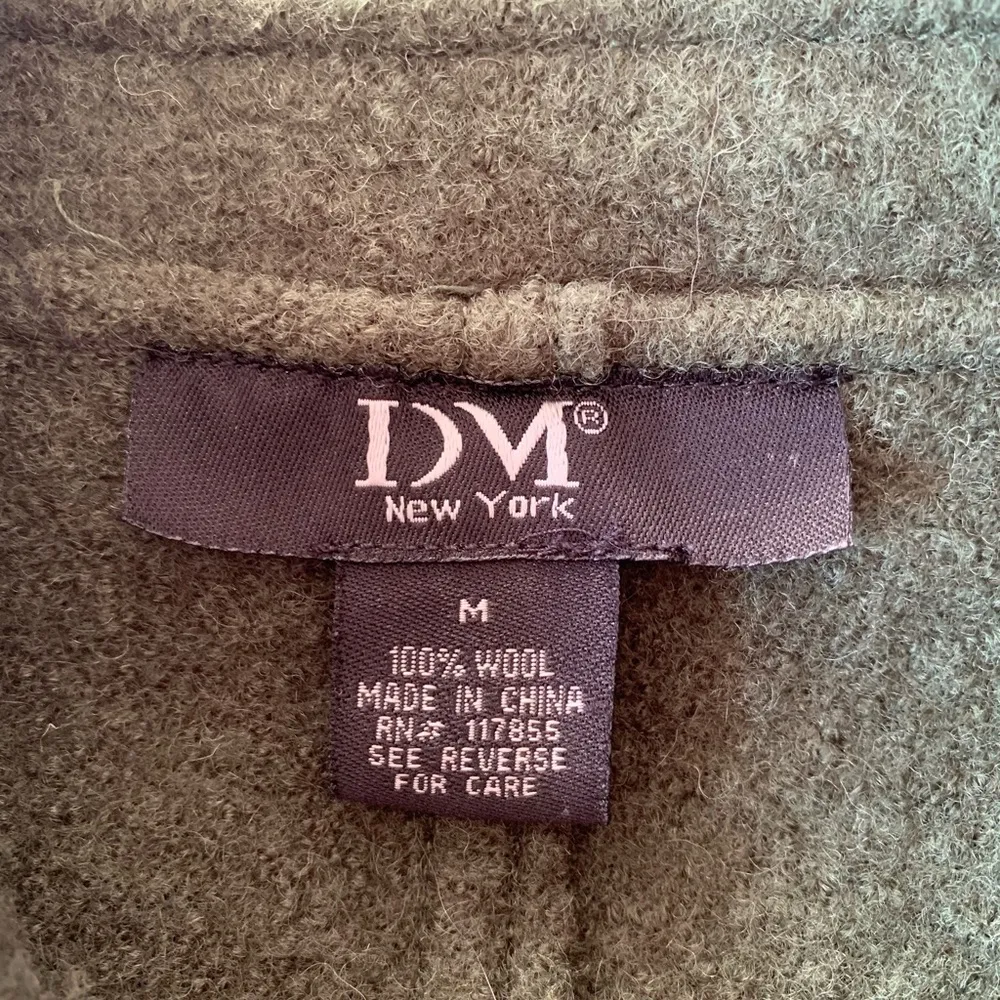 DM®
New York
M
100% WOOL
MADE IN CHINA
RN# 117855
SEE REVERSE
FOR CARE